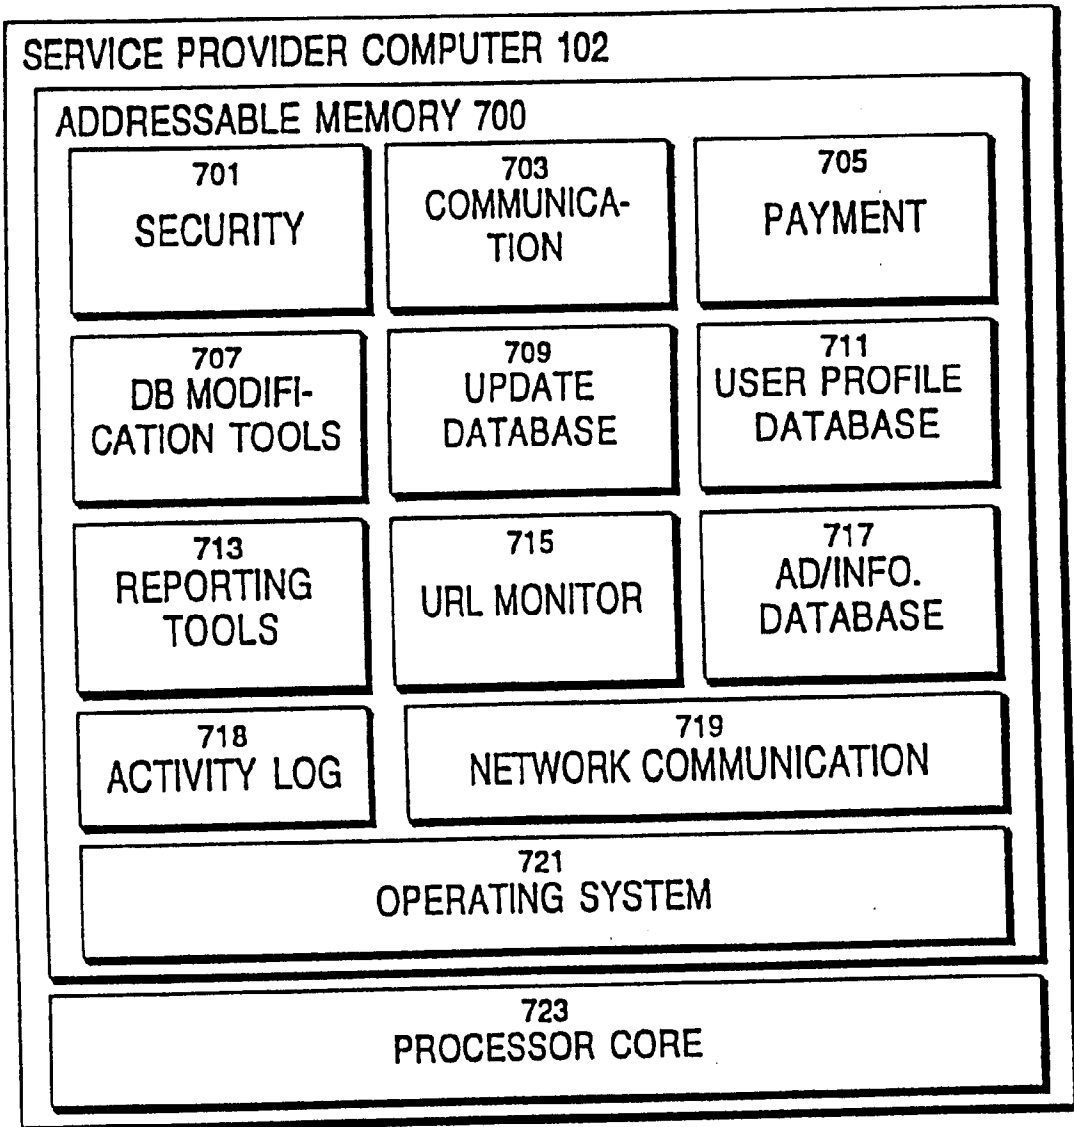 SERVICE PROVIDER COMPUTER 102
ADDRESSABLE MEMORY 700
701
SECURITY
703
COMMUNICA-
TION
705
PAYMENT
707
DB MODIFI-
CATION TOOLS
709
UPDATE
DATABASE
711
USER PROFILE
DATABASE
713
REPORTING
TOOLS
715
URL MONITOR
717
AD/INFO.
DATABASE
718
ACTIVITY LOG
719
NETWORK COMMUNICATION
721
OPERATING SYSTEM
723
PROCESSOR CORE